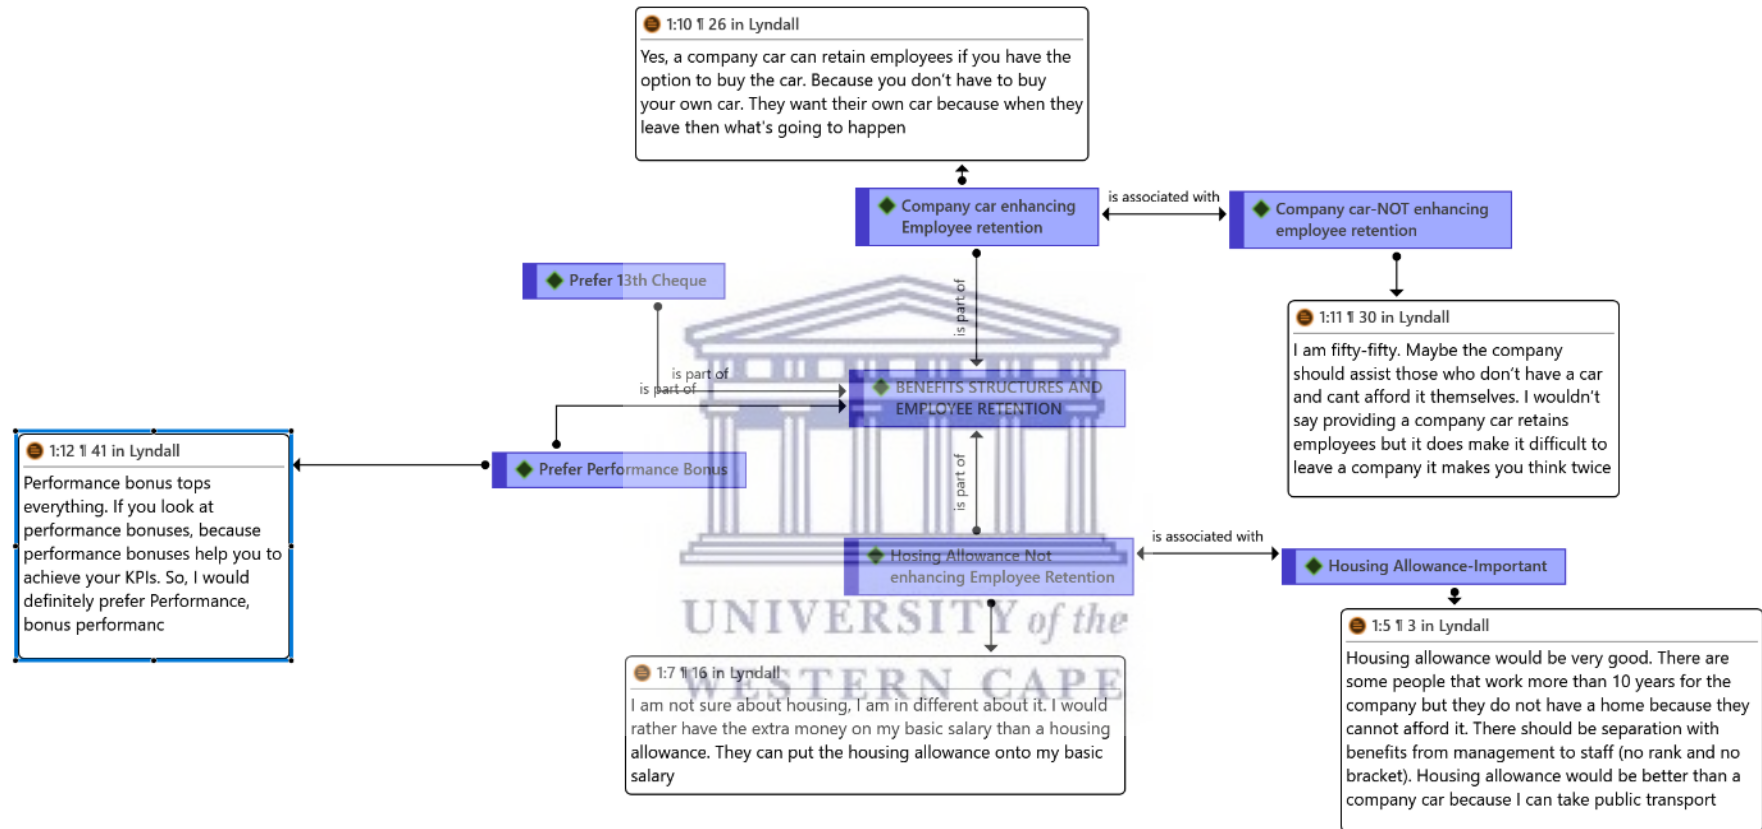 1:10 ¶ 26 in Lyndall
Yes, a company car can retain employees if you have the
option to buy the car. Because you don't have to buy
your own car. They want their own car because when they
leave then what's going to happen
Company car enhancing
Employee retention
is associated with
Company car-NOT enhancing
employee retention
Prefer 13th Cheque
is part of
1:11 ¶ 30 in Lyndall
I am fifty-fifty. Maybe the company
should assist those who don't have a car
and cant afford it themselves. I wouldn't
say providing a company car retains
employees but it does make it difficult to
leave a company it makes you think twice
is part of
is part of
BENEFITS STRUCTURES AND
EMPLOYEE RETENTION
1:12 ¶ 41 in Lyndall
Performance bonus tops
everything. If you look at
performance bonuses, because
performance bonuses help you to
achieve your KPIs. So, I would
definitely prefer Performance,
bonus performanc
Prefer Performance Bonus
is part of
Hosing Allowance Not
enhancing Employee Retention
is associated with
Housing Allowance-Important
UNIVERSITY of the
WESTERN CAPE
1:7 ¶ 16 in Lyndall
I am not sure about housing, I am in different about it. I would
rather have the extra money on my basic salary than a housing
allowance. They can put the housing allowance onto my basic
salary
1:5 ¶ 3 in Lyndall
Housing allowance would be very good. There are
some people that work more than 10 years for the
company but they do not have a home because they
cannot afford it. There should be separation with
benefits from management to staff (no rank and no
bracket). Housing allowance would be better than a
company car because I can take public transport